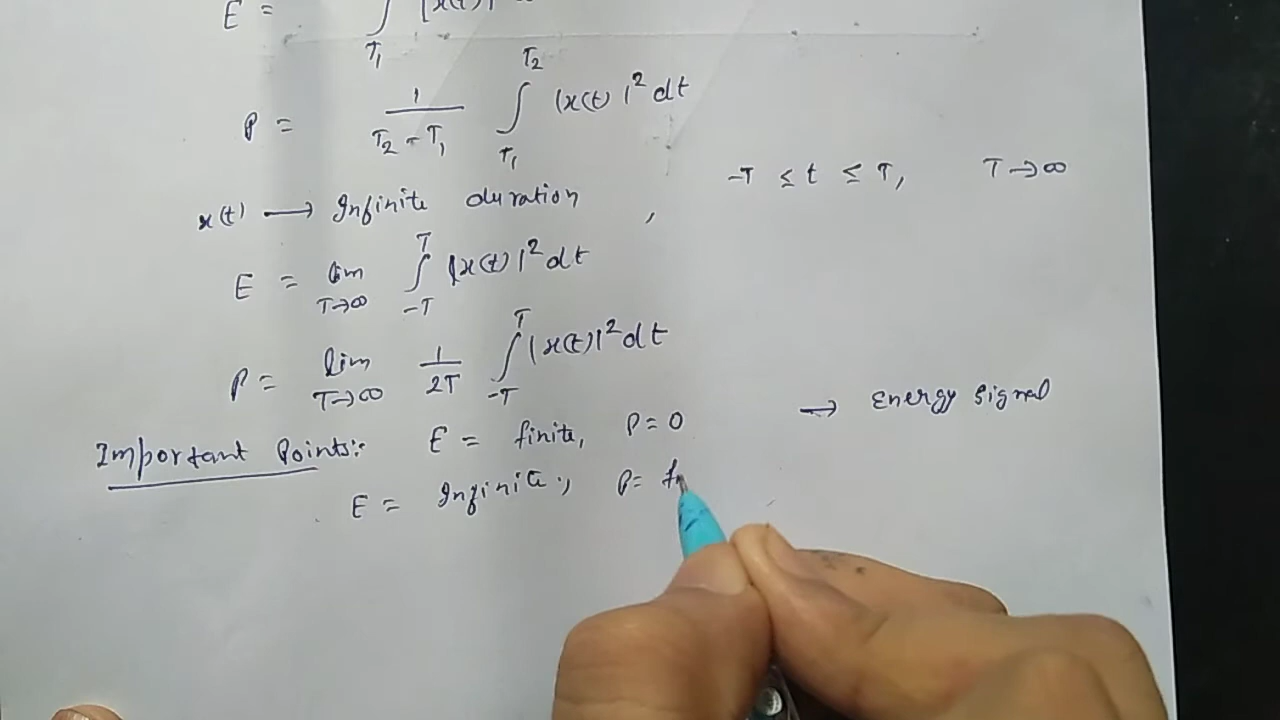 E = ∫ T₁ |x(t)|
P = 1/(T₂ - T₁) ∫ T₁ T₂ |x(t)|² dt
-T ≤ t ≤ T, T→∞
x(t) → Infinite duration ,
E = lim T→∞ ∫ -T T |x(t)|² dt
P = lim T→∞ 1/2T ∫ -T T |x(t)|² dt
Important Points:- E = finite, P = 0 → Energy Signal
E = Infinite, P =